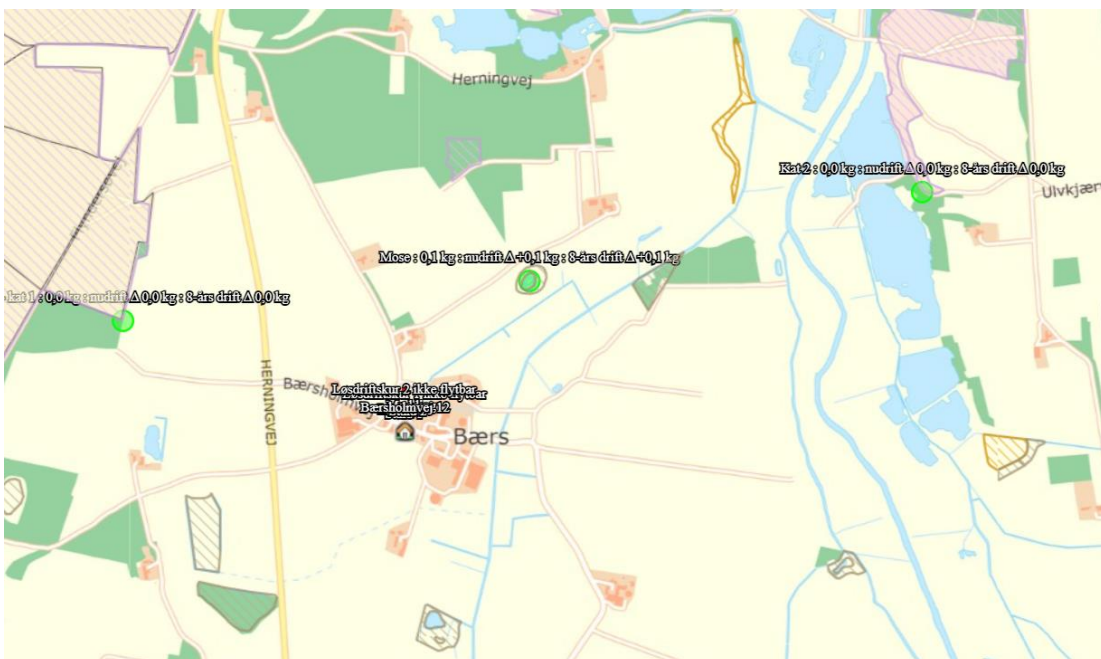 Herningvej
Kat 2 : 0,0 kg : nudrift Δ 0,0 kg : 8-års drift Δ 0,0 kg
Ulvkjær
Mose : 0,1 kg : nudrift Δ +0,1 kg : 8-års drift Δ +0,1 kg
kat 1 : 0,0 kg : nudrift Δ 0,0 kg : 8-års drift Δ 0,0 kg
HERNINGVEJ
Løsdriftskur 2 ikke flytbar
Bærsholmvej 12
Bærs